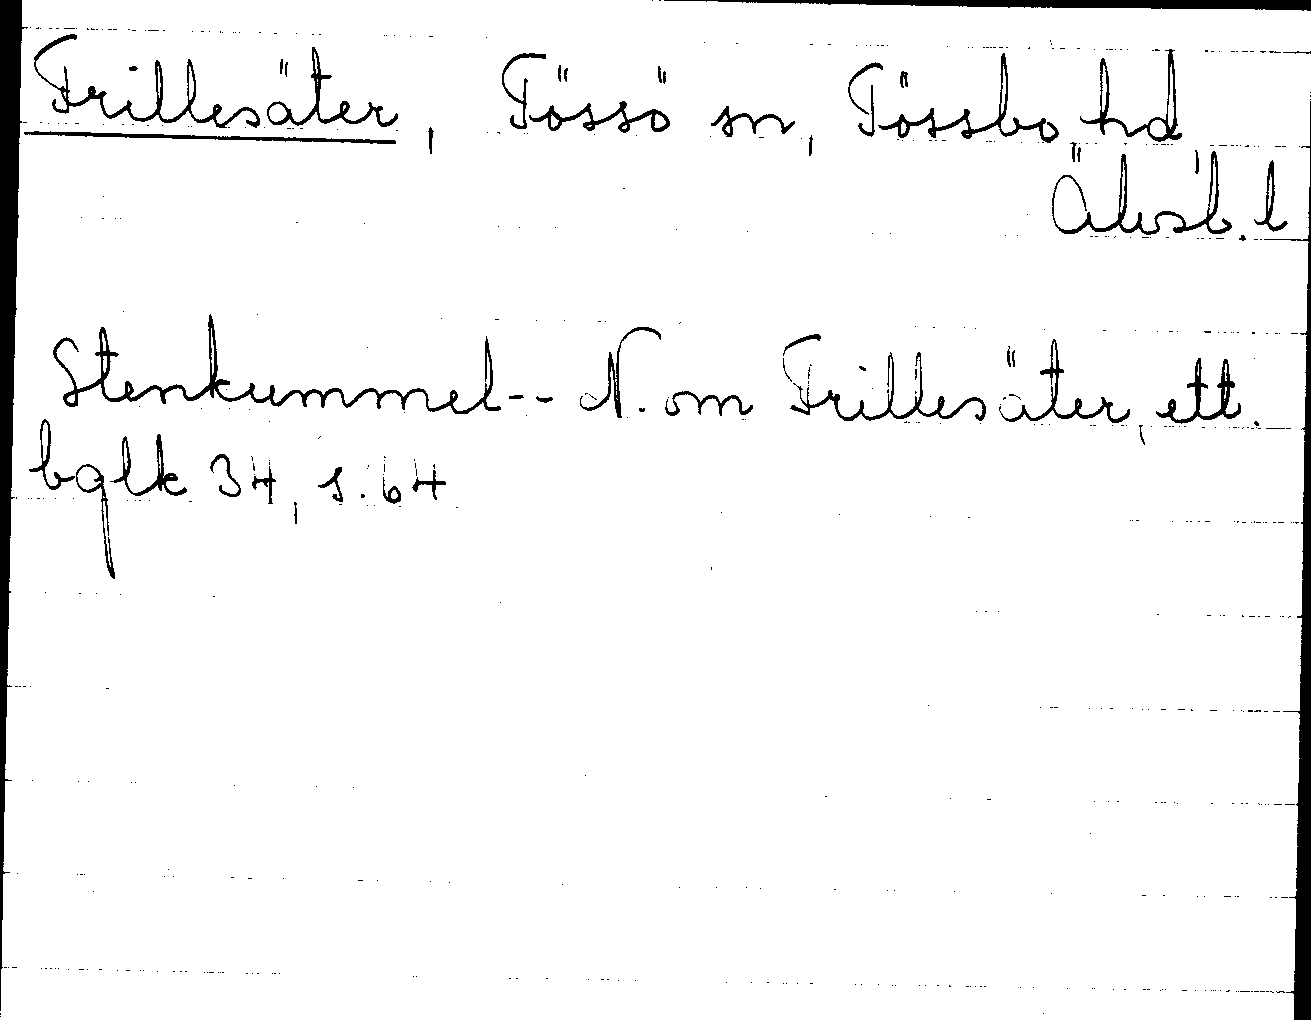 Frillesäter, Tössö sn, Tössbo hd
Älvsb. l
Stenkummel-- N. om Frillesäter, ett.
bglk 34, s. 64